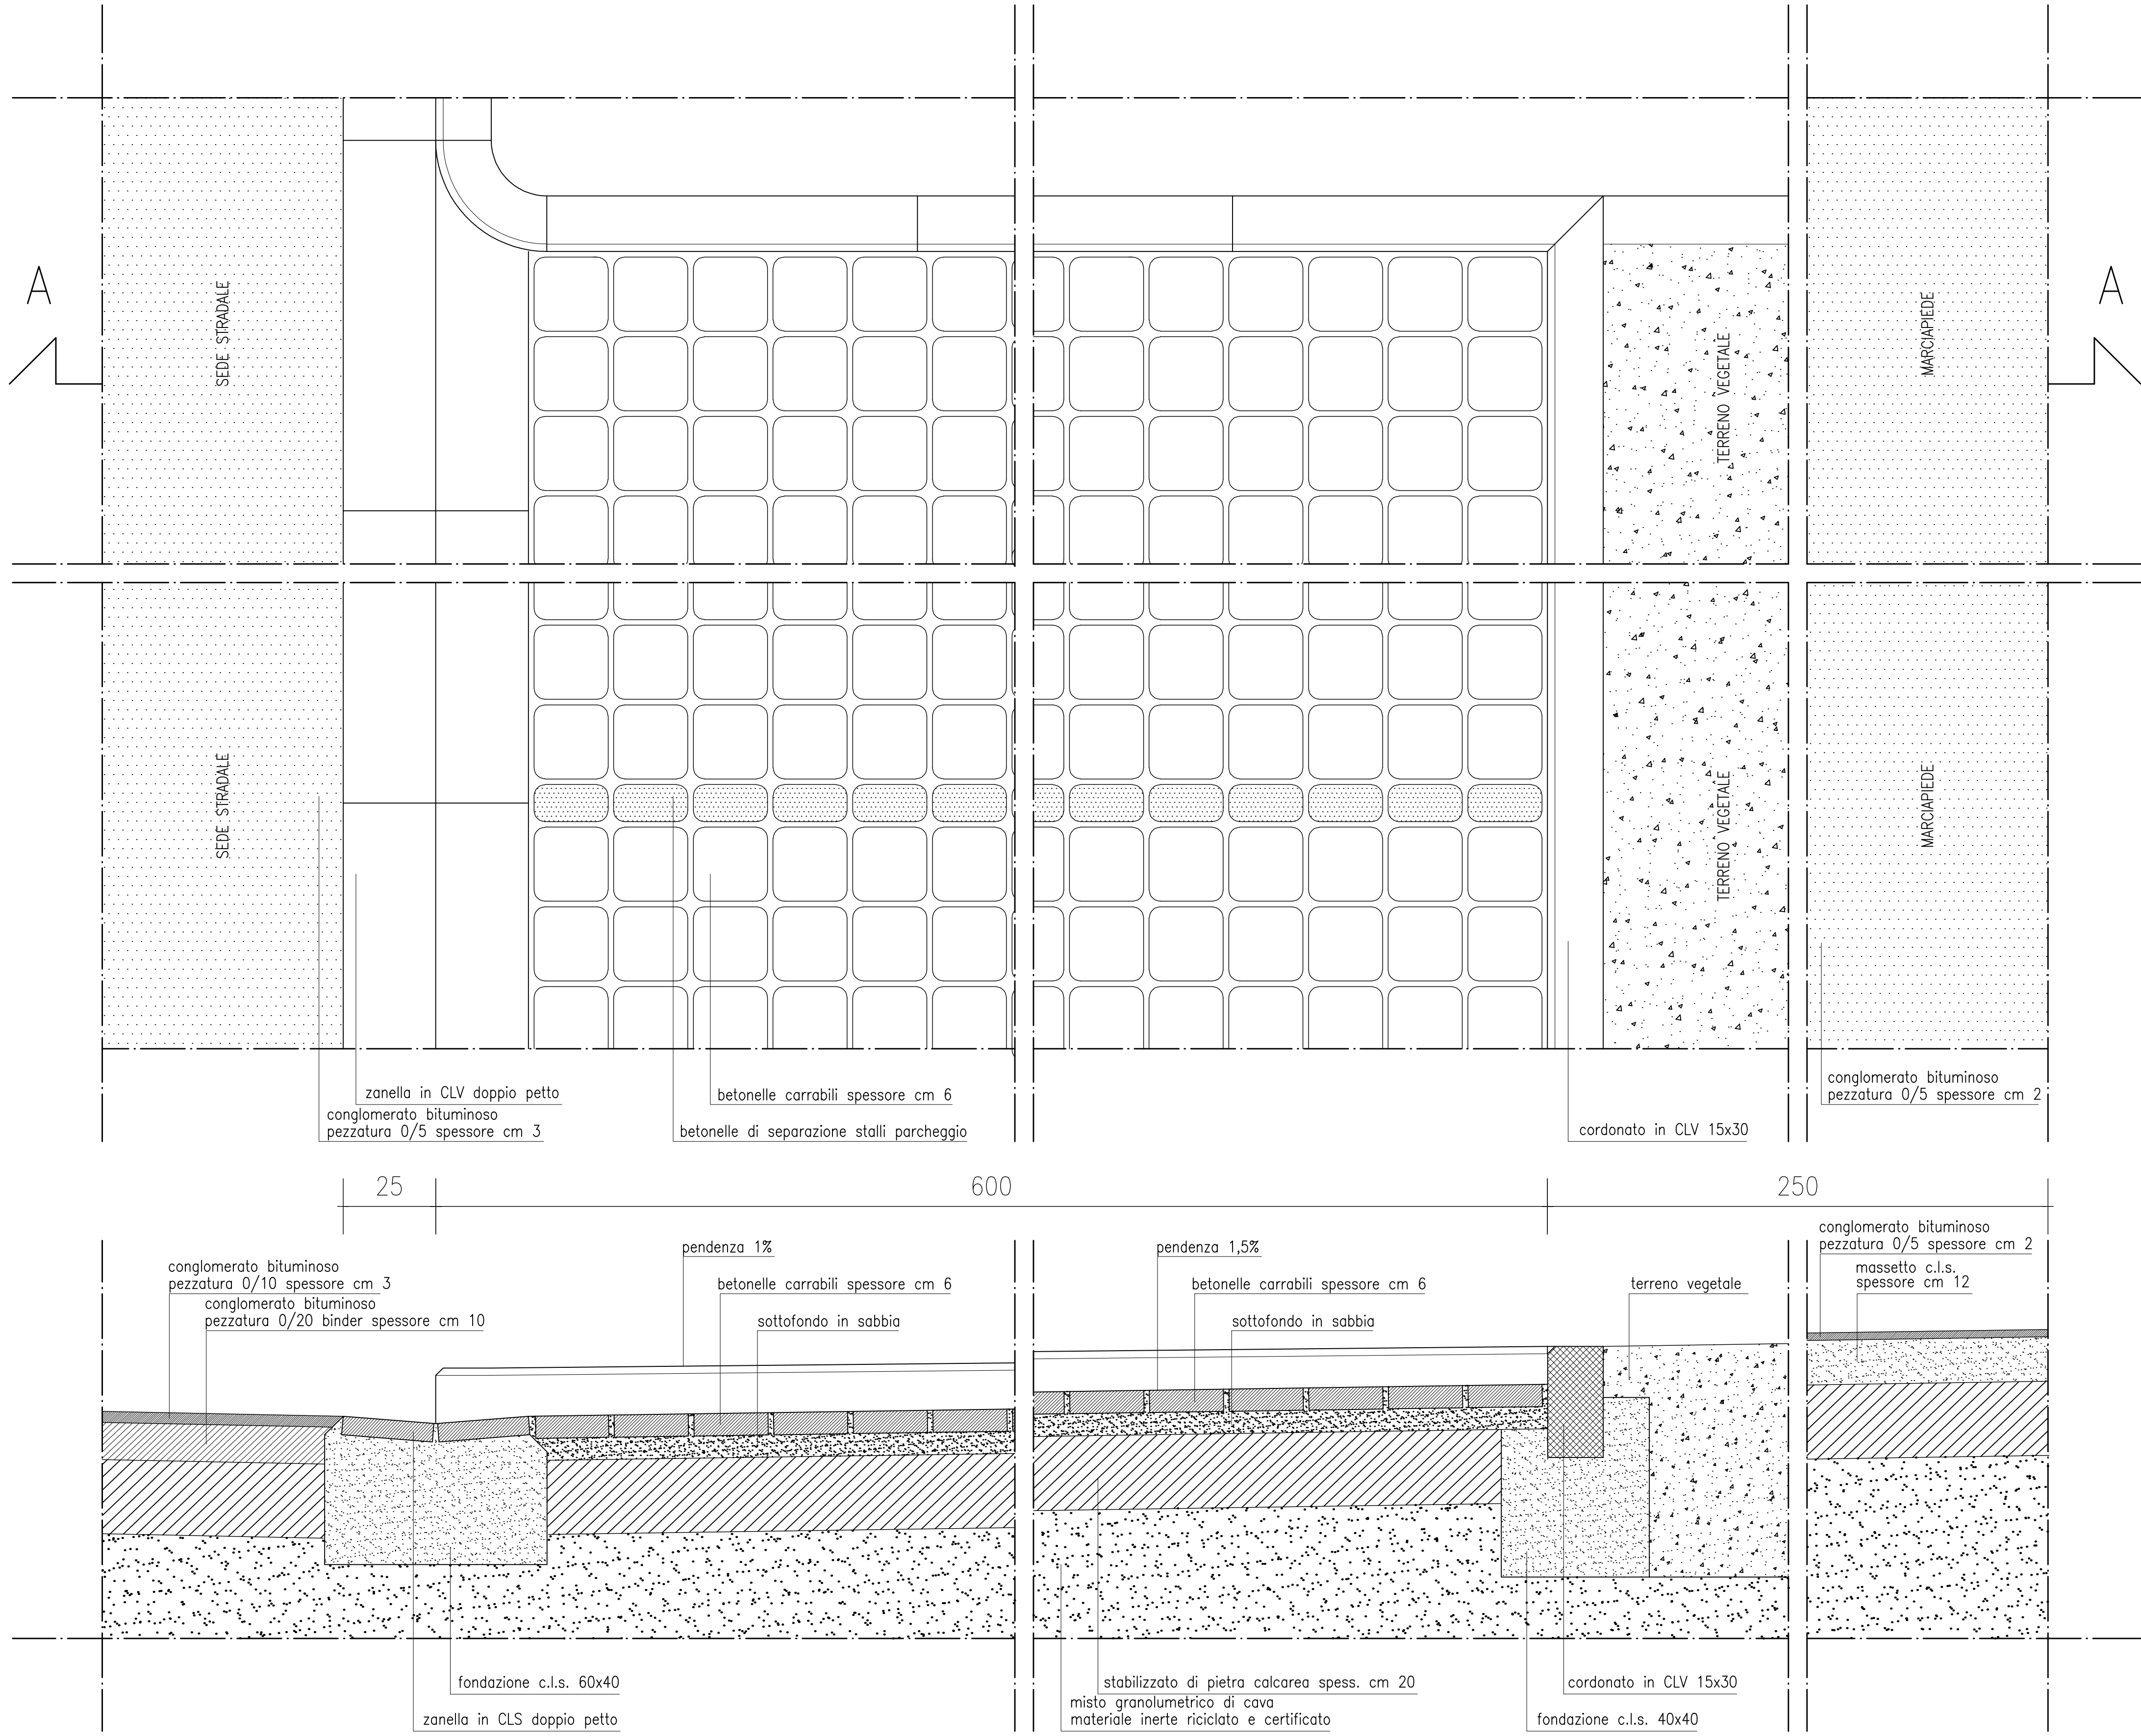 A
A
SEDE STRADALE
TERRENO VEGETALE
MARCIAPIEDE
SEDE STRADALE
TERRENO VEGETALE
MARCIAPIEDE
zanella in CLV doppio petto
conglomerato bituminoso
pezzatura 0/5 spessore cm 3
betonelle carrabili spessore cm 6
betonelle di separazione stalli parcheggio
cordonato in CLV 15x30
conglomerato bituminoso
pezzatura 0/5 spessore cm 2
25
600
250
conglomerato bituminoso
pezzatura 0/10 spessore cm 3
conglomerato bituminoso
pezzatura 0/20 binder spessore cm 10
pendenza 1%
betonelle carrabili spessore cm 6
sottofondo in sabbia
pendenza 1,5%
betonelle carrabili spessore cm 6
sottofondo in sabbia
terreno vegetale
conglomerato bituminoso
pezzatura 0/5 spessore cm 2
massetto c.l.s.
spessore cm 12
fondazione c.l.s. 60x40
zanella in CLS doppio petto
stabilizzato di pietra calcarea spess. cm 20
misto granolumetrico di cava
materiale inerte riciclato e certificato
cordonato in CLV 15x30
fondazione c.l.s. 40x40